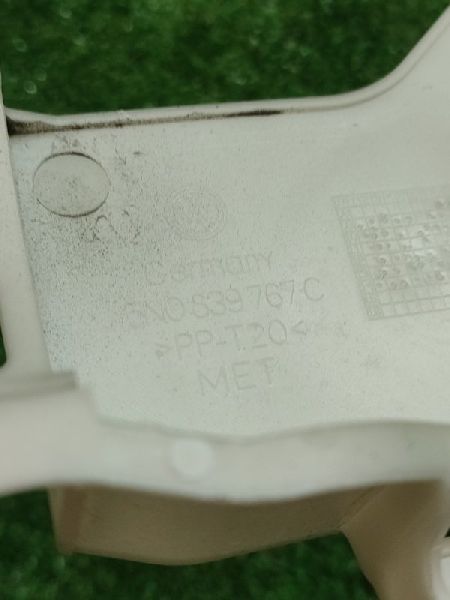 Germany
5N0 839 767 C
>PP-T20<
MET